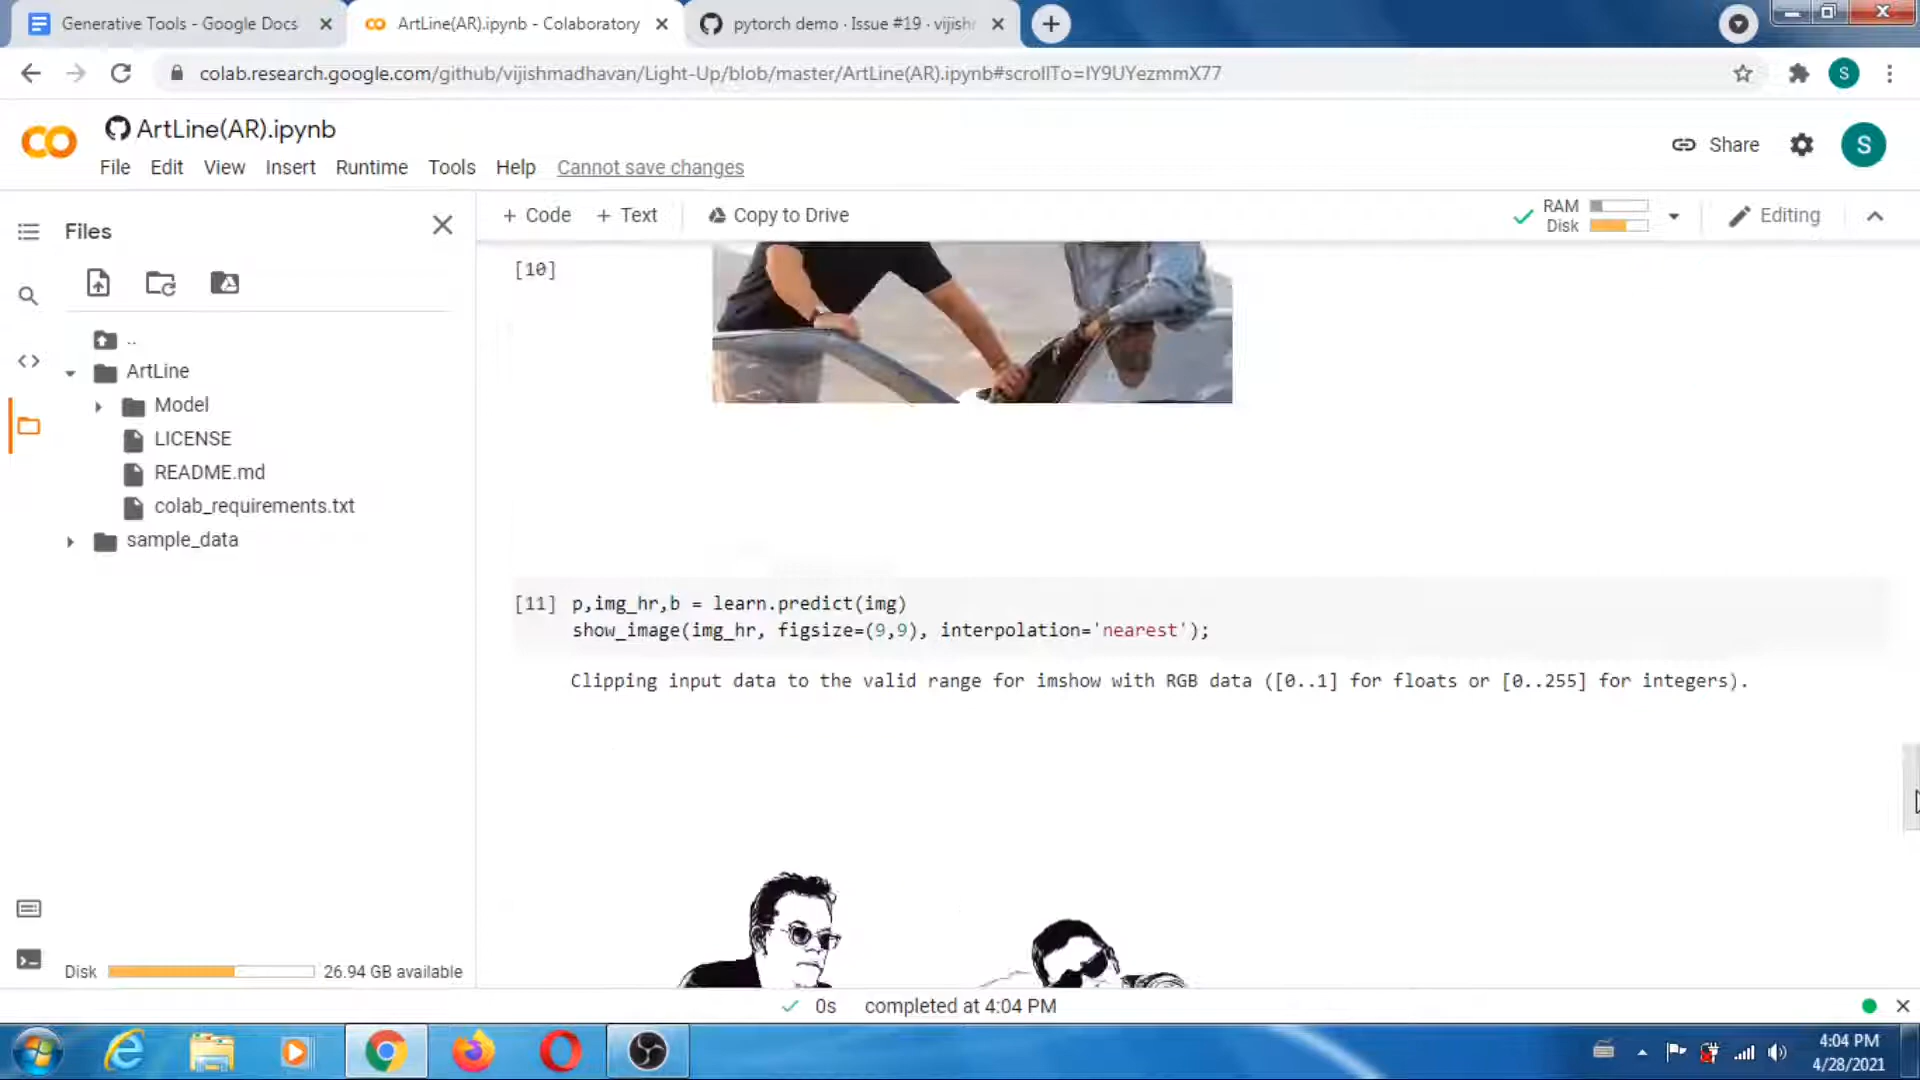 Generative Tools - Google Docs
ArtLine(AR).ipynb - Colaboratory
pytorch demo · Issue #19 · vijish
colab.research.google.com/github/vijishmadhavan/Light-Up/blob/master/ArtLine(AR).ipynb#scrollTo=IY9UYezmmX77
S
ArtLine(AR).ipynb
File Edit View Insert Runtime Tools Help Cannot save changes
Share
S
Files
+ Code + Text Copy to Drive
RAM
Disk
Editing
..
ArtLine
Model
LICENSE
README.md
colab_requirements.txt
sample_data
[10]
[11] p,img_hr,b = learn.predict(img)
show_image(img_hr, figsize=(9,9), interpolation='nearest');
Clipping input data to the valid range for imshow with RGB data ([0..1] for floats or [0..255] for integers).
Disk 26.94 GB available
0s completed at 4:04 PM
4:04 PM
4/28/2021